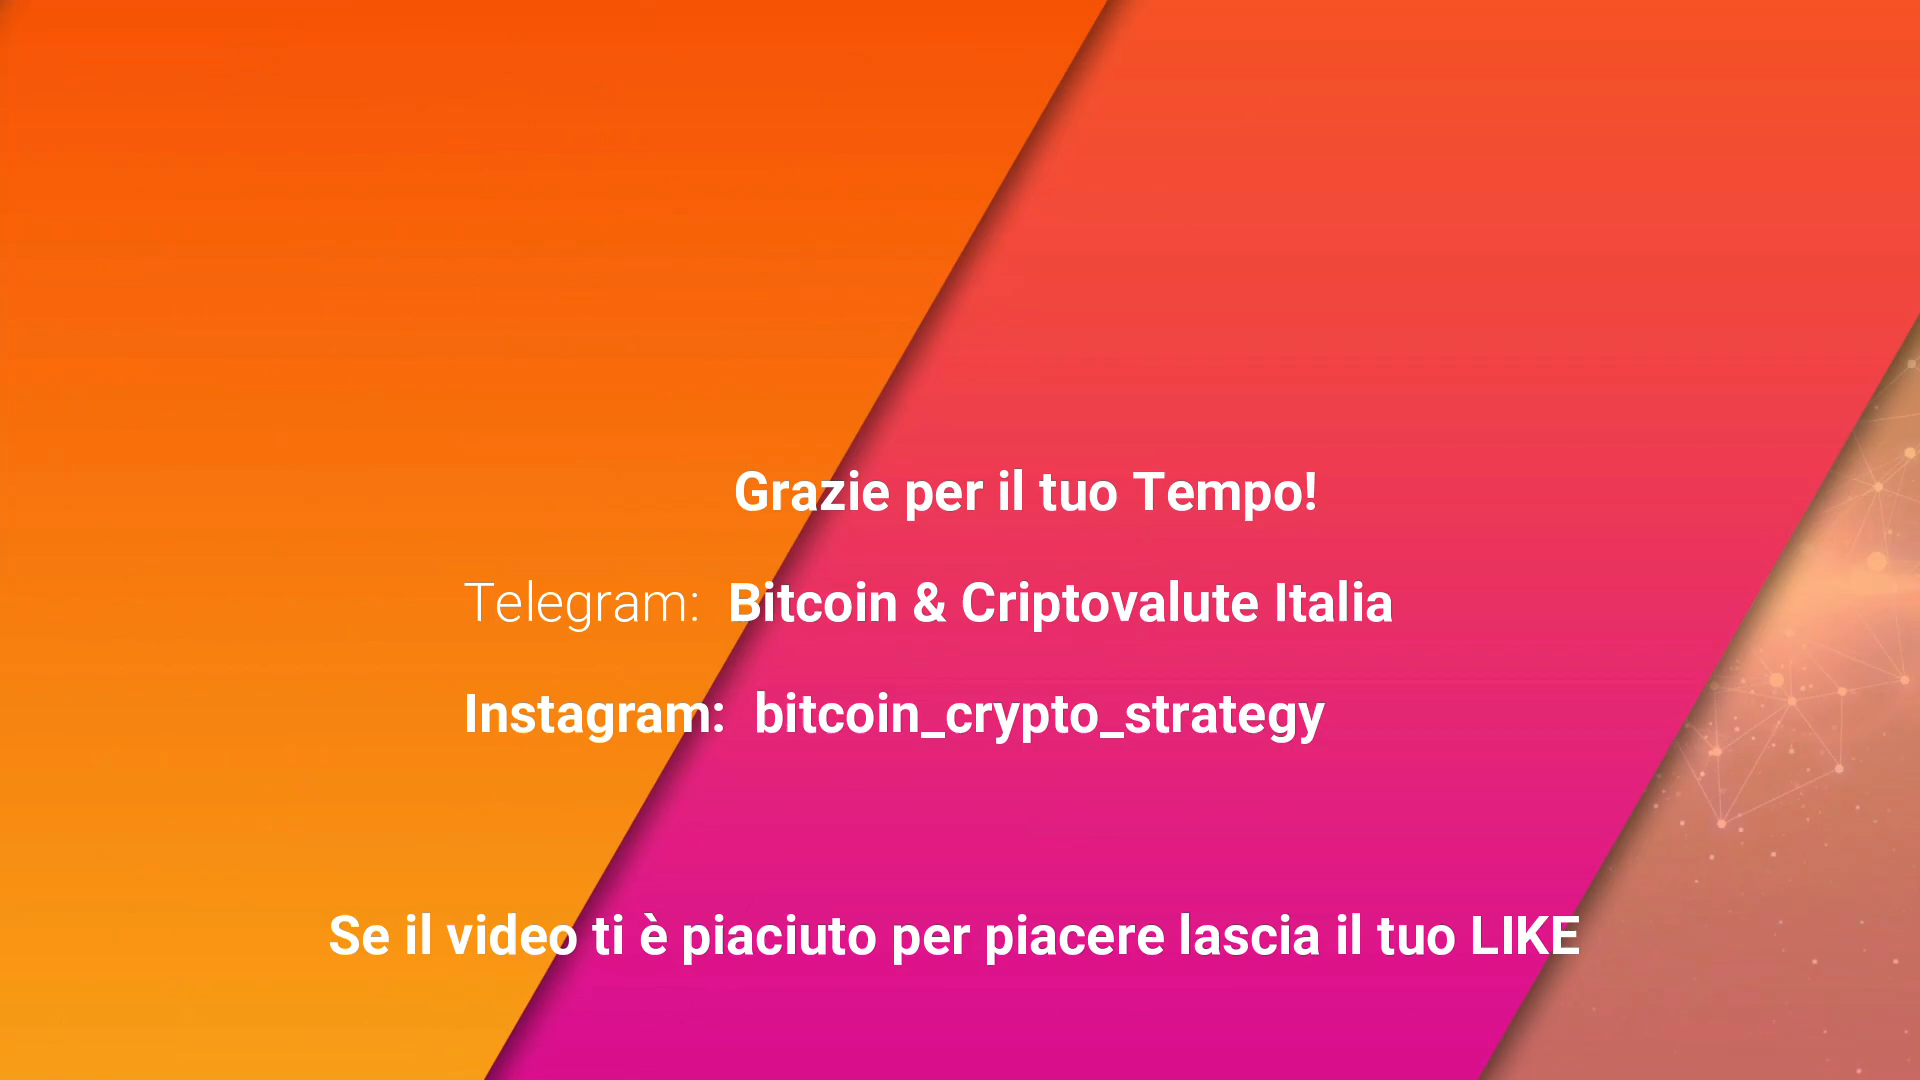 Grazie per il tuo Tempo!
Telegram: Bitcoin & Criptovalute Italia
Instagram: bitcoin_crypto_strategy
Se il video ti è piaciuto per piacere lascia il tuo LIKE